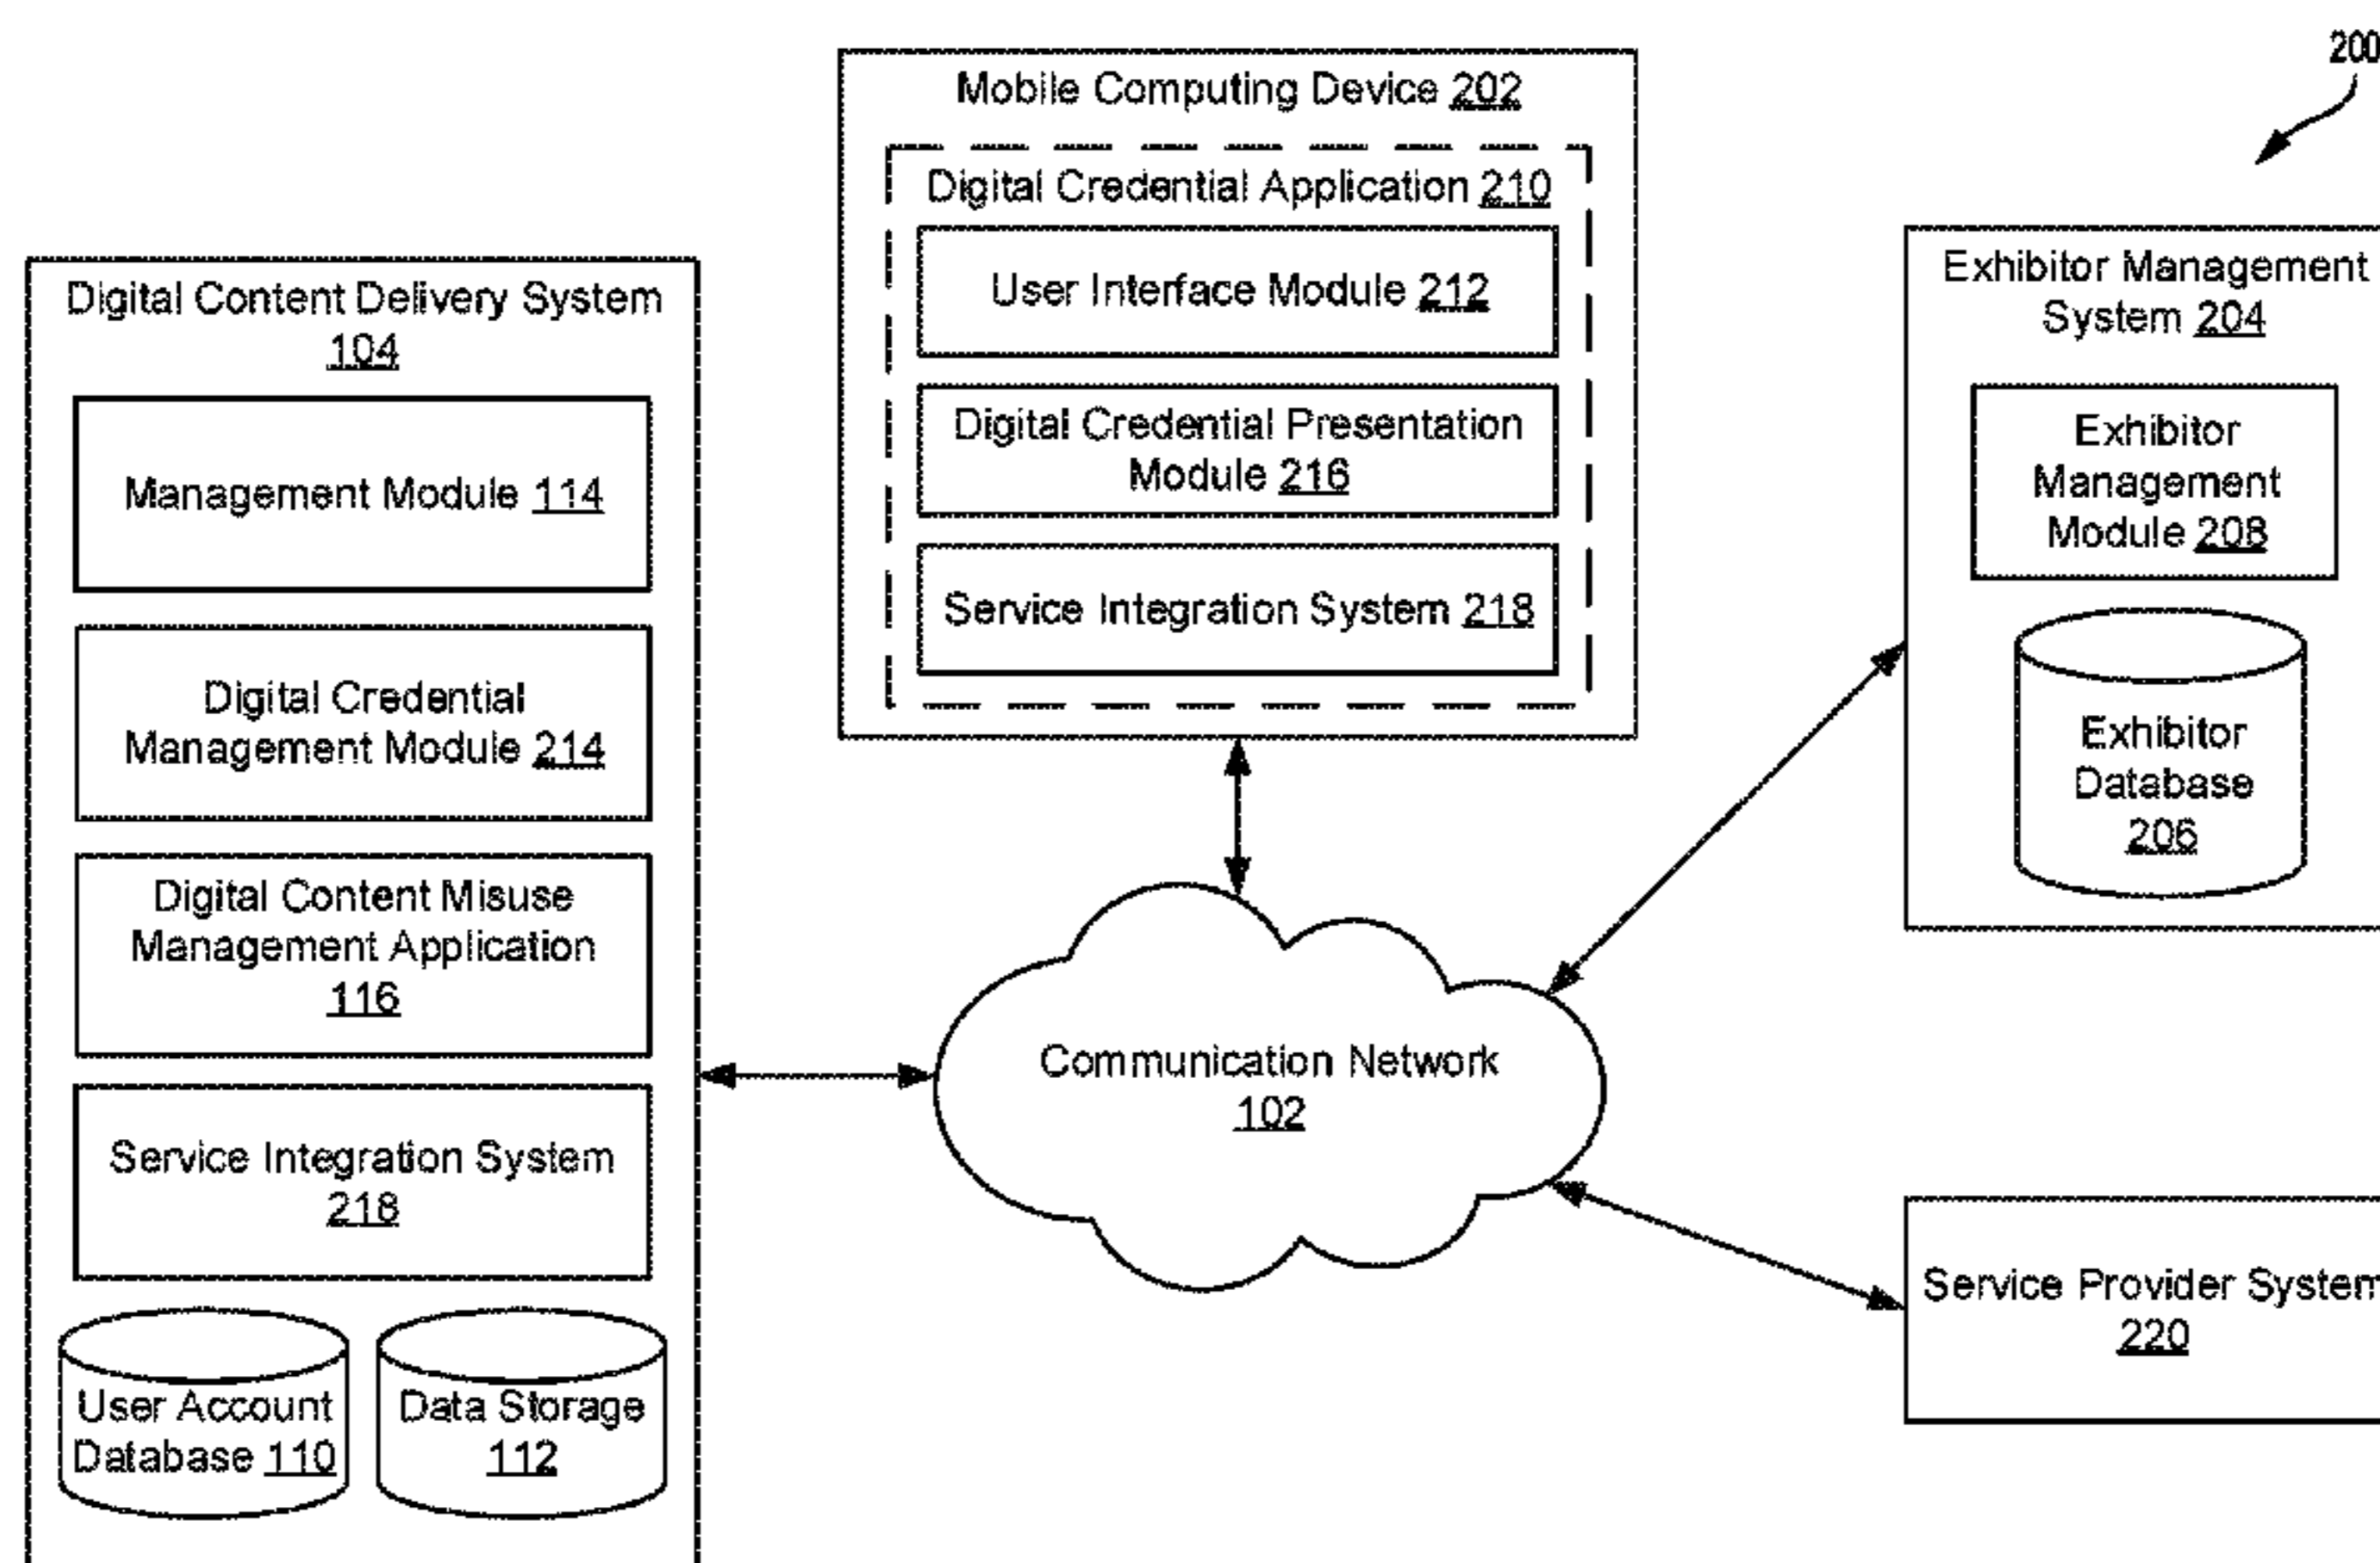 200
Mobile Computing Device 202
Digital Credential Application 210
User Interface Module 212
Digital Credential Presentation
Module 216
Service Integration System 218
Digital Content Delivery System
104
Management Module 114
Digital Credential
Management Module 214
Digital Content Misuse
Management Application
116
Service Integration System
218
User Account
Database 110
Data Storage
112
Communication Network
102
Exhibitor Management
System 204
Exhibitor
Management
Module 208
Exhibitor
Database
206
Service Provider System
220